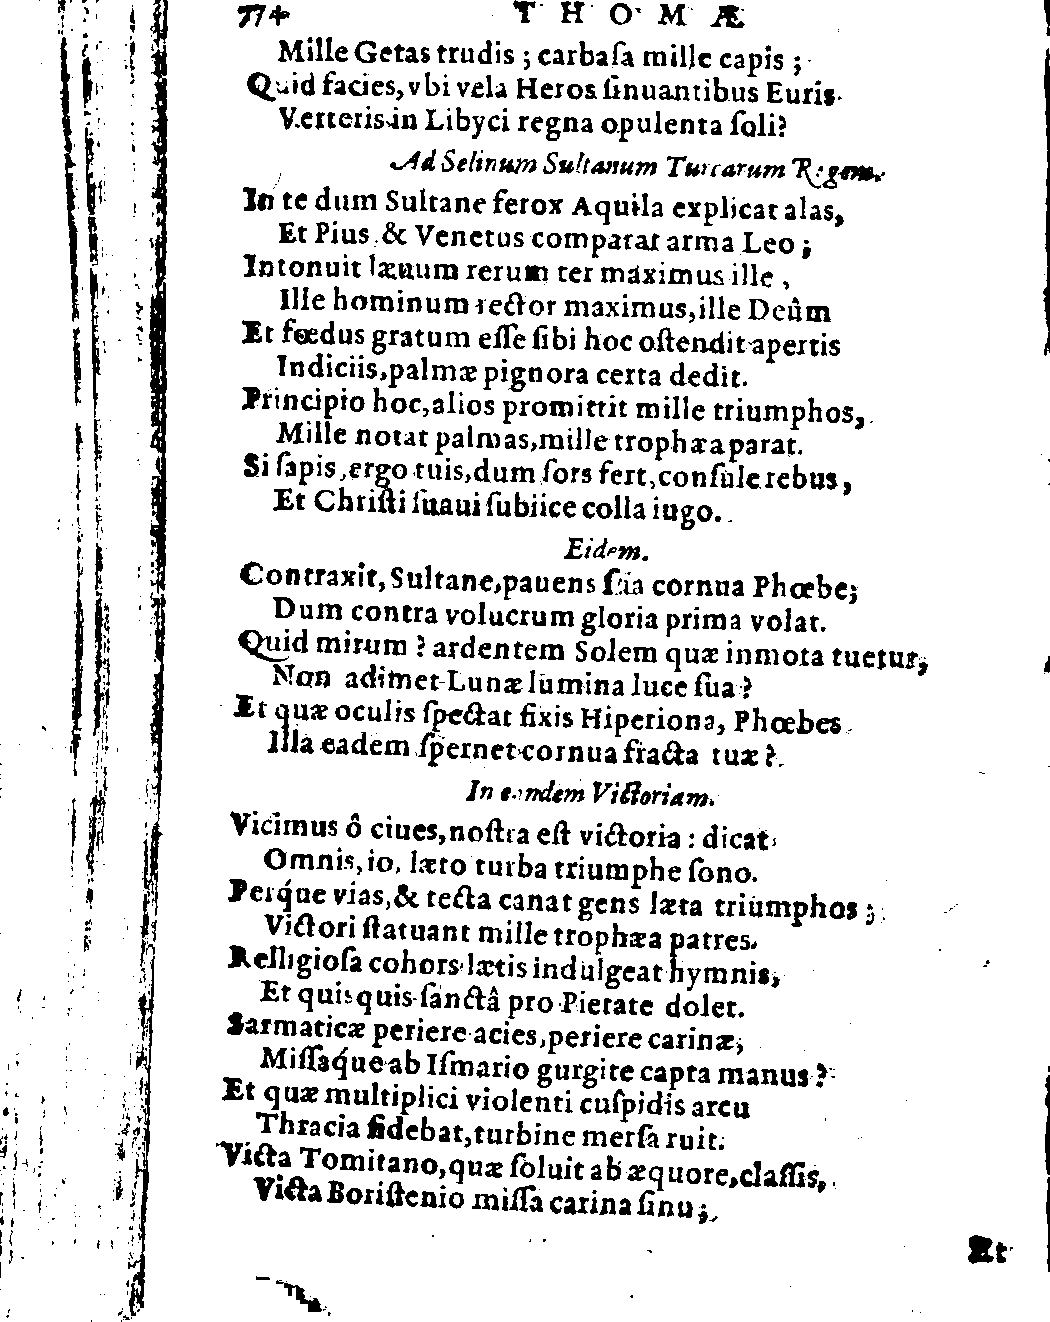 774 THOMÆ
Mille Getas trudis ; carbaſa mille capis ;
Quid facies, vbi vela Heros ſinuantibus Euris
Verteris in Libyci regna opulenta ſoli?
Ad Selinum Sultanum Turcarum Regem.
In te dum Sultane ferox Aquila explicat alas,
Et Pius & Venetus comparat arma Leo ;
Intonuit læuum rerum ter maximus ille ,
Ille hominum rector maximus, ille Deûm
Et fœdus gratum eſſe ſibi hoc oſtendit apertis
Indiciis, palmæ pignora certa dedit.
Principio hoc, alios promittit mille triumphos,
Mille notat palmas, mille trophæa parat.
Si ſapis, ergo tuis, dum ſors fert, conſule rebus,
Et Chriſti ſuaui ſubiice colla iugo.
Eidem.
Contraxit, Sultane, pauens ſua cornua Phœbe;
Dum contra volucrum gloria prima volat.
Quid mirum ? ardentem Solem quæ inmota tuetur,
Non adimet Lunæ lumina luce ſua ?
Et quæ oculis ſpectat fixis Hiperiona, Phœbes
Illa eadem ſpernet cornua fracta tuæ ?
In eandem Victoriam.
Vicimus ô ciues, noſtra eſt victoria : dicat
Omnis, io, læto turba triumphe ſono.
Perq́ue vias, & tecta canat gens læta triumphos ;
Victori ſtatuant mille trophæa patres.
Relligioſa cohors lætis indulgeat hymnis,
Et quisquis ſanctâ pro Pietate dolet.
Sarmaticæ periere acies, periere carinæ;
Miſſaq́ue ab Iſmario gurgite capta manus ?
Et quæ multiplici violenti cuſpidis arcu
Thracia fidebat, turbine merſa ruit.
Victa Tomitano, quæ ſoluit ab æquore, claſſis,
Victa Boriſtenio miſſa carina ſinu ;
Et